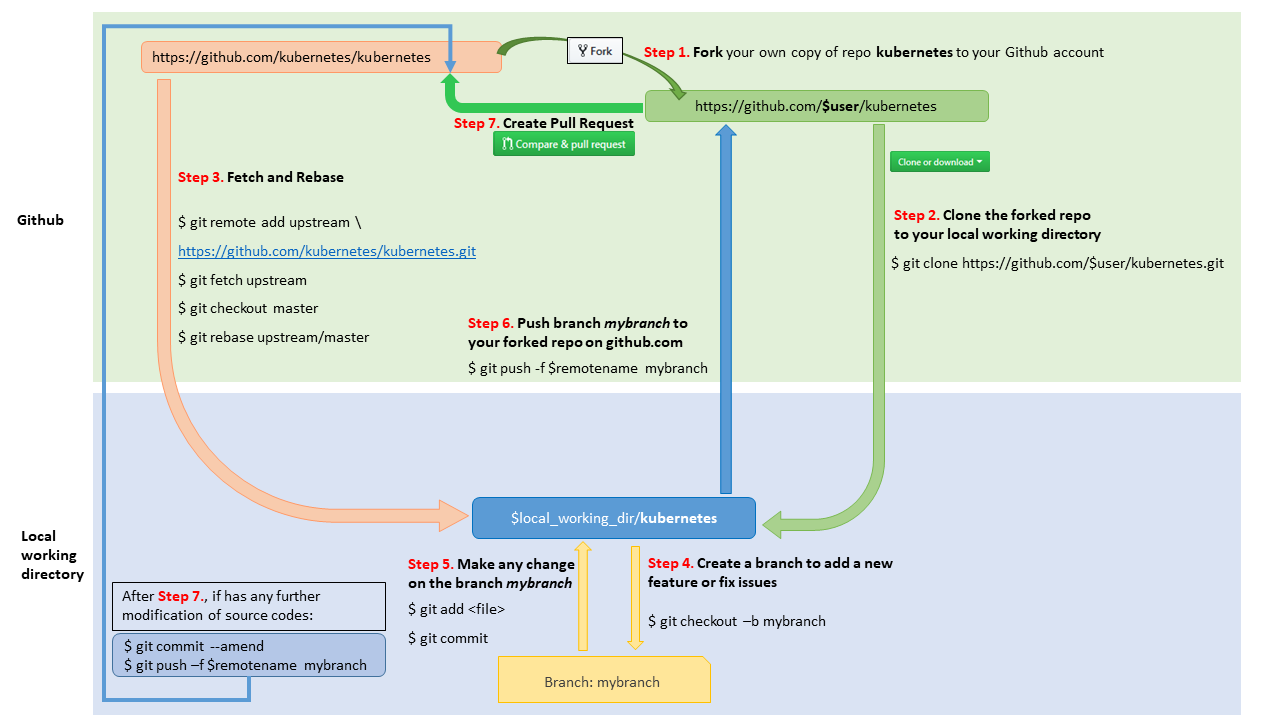 https://github.com/kubernetes/kubernetes
Fork
Step 1. Fork your own copy of repo kubernetes to your Github account
https://github.com/$user/kubernetes
Step 7. Create Pull Request
Compare & pull request
Clone or download
Step 3. Fetch and Rebase
$ git remote add upstream \
https://github.com/kubernetes/kubernetes.git
$ git fetch upstream
$ git checkout master
$ git rebase upstream/master
Github
Step 2. Clone the forked repo
to your local working directory
$ git clone https://github.com/$user/kubernetes.git
Step 6. Push branch mybranch to
your forked repo on github.com
$ git push -f $remotename mybranch
$local_working_dir/kubernetes
Local
working
directory
Step 5. Make any change
on the branch mybranch
$ git add <file>
$ git commit
Step 4. Create a branch to add a new
feature or fix issues
$ git checkout –b mybranch
After Step 7., if has any further
modification of source codes:
$ git commit --amend
$ git push –f $remotename mybranch
Branch: mybranch